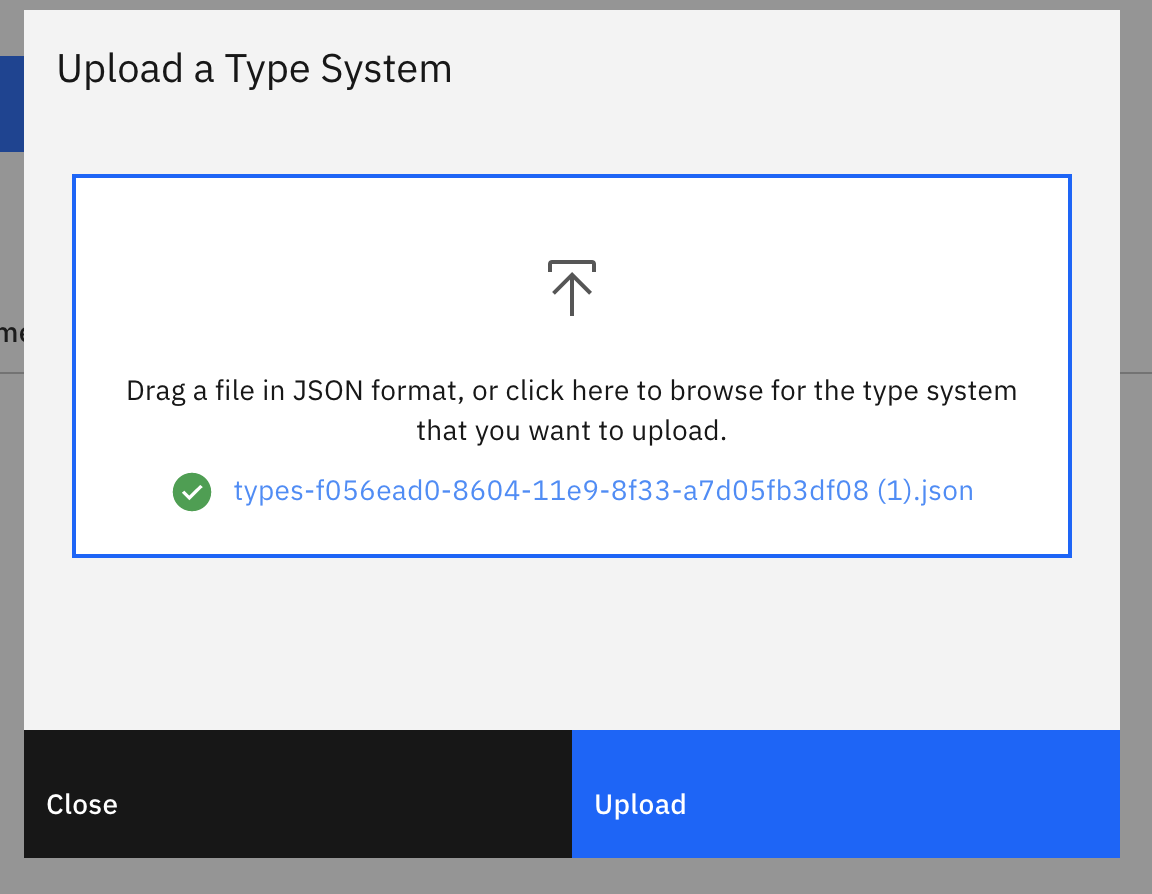 Upload a Type System
me
Drag a file in JSON format, or click here to browse for the type system
that you want to upload.
types-f056ead0-8604-11e9-8f33-a7d05fb3df08 (1).json
Close
Upload